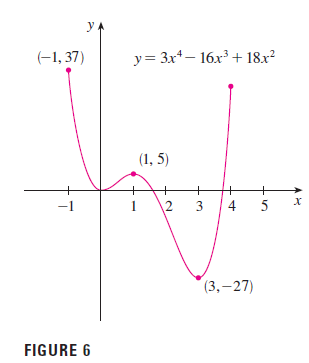 y
(−1, 37)
y = 3x⁴ − 16x³ + 18x²
(1, 5)
−1 1 2 3 4 5 x
(3, −27)
FIGURE 6